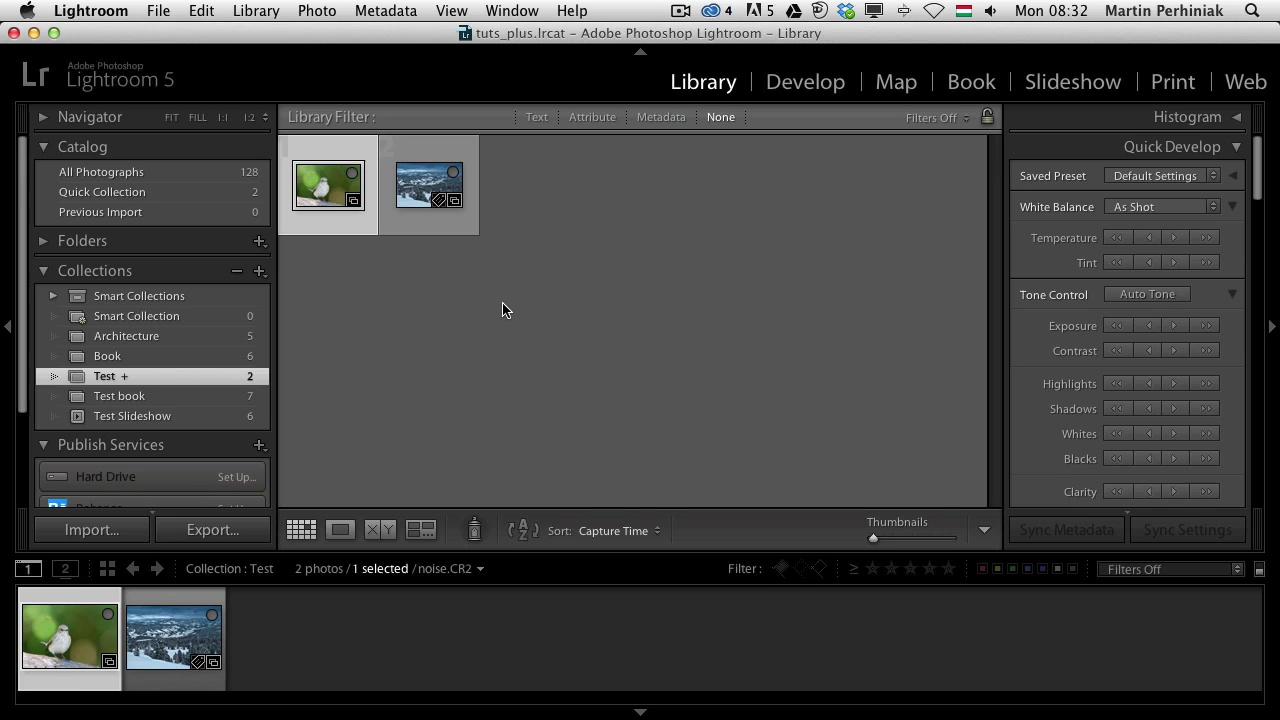 Lightroom File Edit Library Photo Metadata View Window Help 4 5 Mon 08:32 Martin Perhiniak
Lr tuts_plus.lrcat – Adobe Photoshop Lightroom – Library
Lr Adobe Photoshop
Lightroom 5
Library | Develop | Map | Book | Slideshow | Print | Web
Navigator FIT FILL 1:1 1:2
Catalog
All Photographs 128
Quick Collection 2
Previous Import 0
Folders
Collections
Smart Collections
Smart Collection 0
Architecture 5
Book 6
Test + 2
Test book 7
Test Slideshow 6
Publish Services
Hard Drive Set Up...
Import... Export...
Library Filter : Text Attribute Metadata None Filters Off
1 2
Sort: Capture Time
Thumbnails
Histogram
Quick Develop
Saved Preset Default Settings
White Balance As Shot
Temperature
Tint
Tone Control Auto Tone
Exposure
Contrast
Highlights
Shadows
Whites
Blacks
Clarity
Sync Metadata Sync Settings
1 2 Collection : Test 2 photos / 1 selected / noise.CR2 Filter : ≥ Filters Off